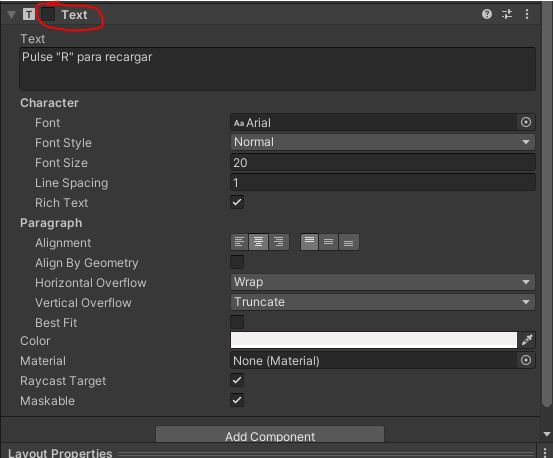 T Text
Text
Pulse "R" para recargar
Character
Font Aa Arial
Font Style Normal
Font Size 20
Line Spacing 1
Rich Text
Paragraph
Alignment
Align By Geometry
Horizontal Overflow Wrap
Vertical Overflow Truncate
Best Fit
Color
Material None (Material)
Raycast Target
Maskable
Add Component
Layout Properties